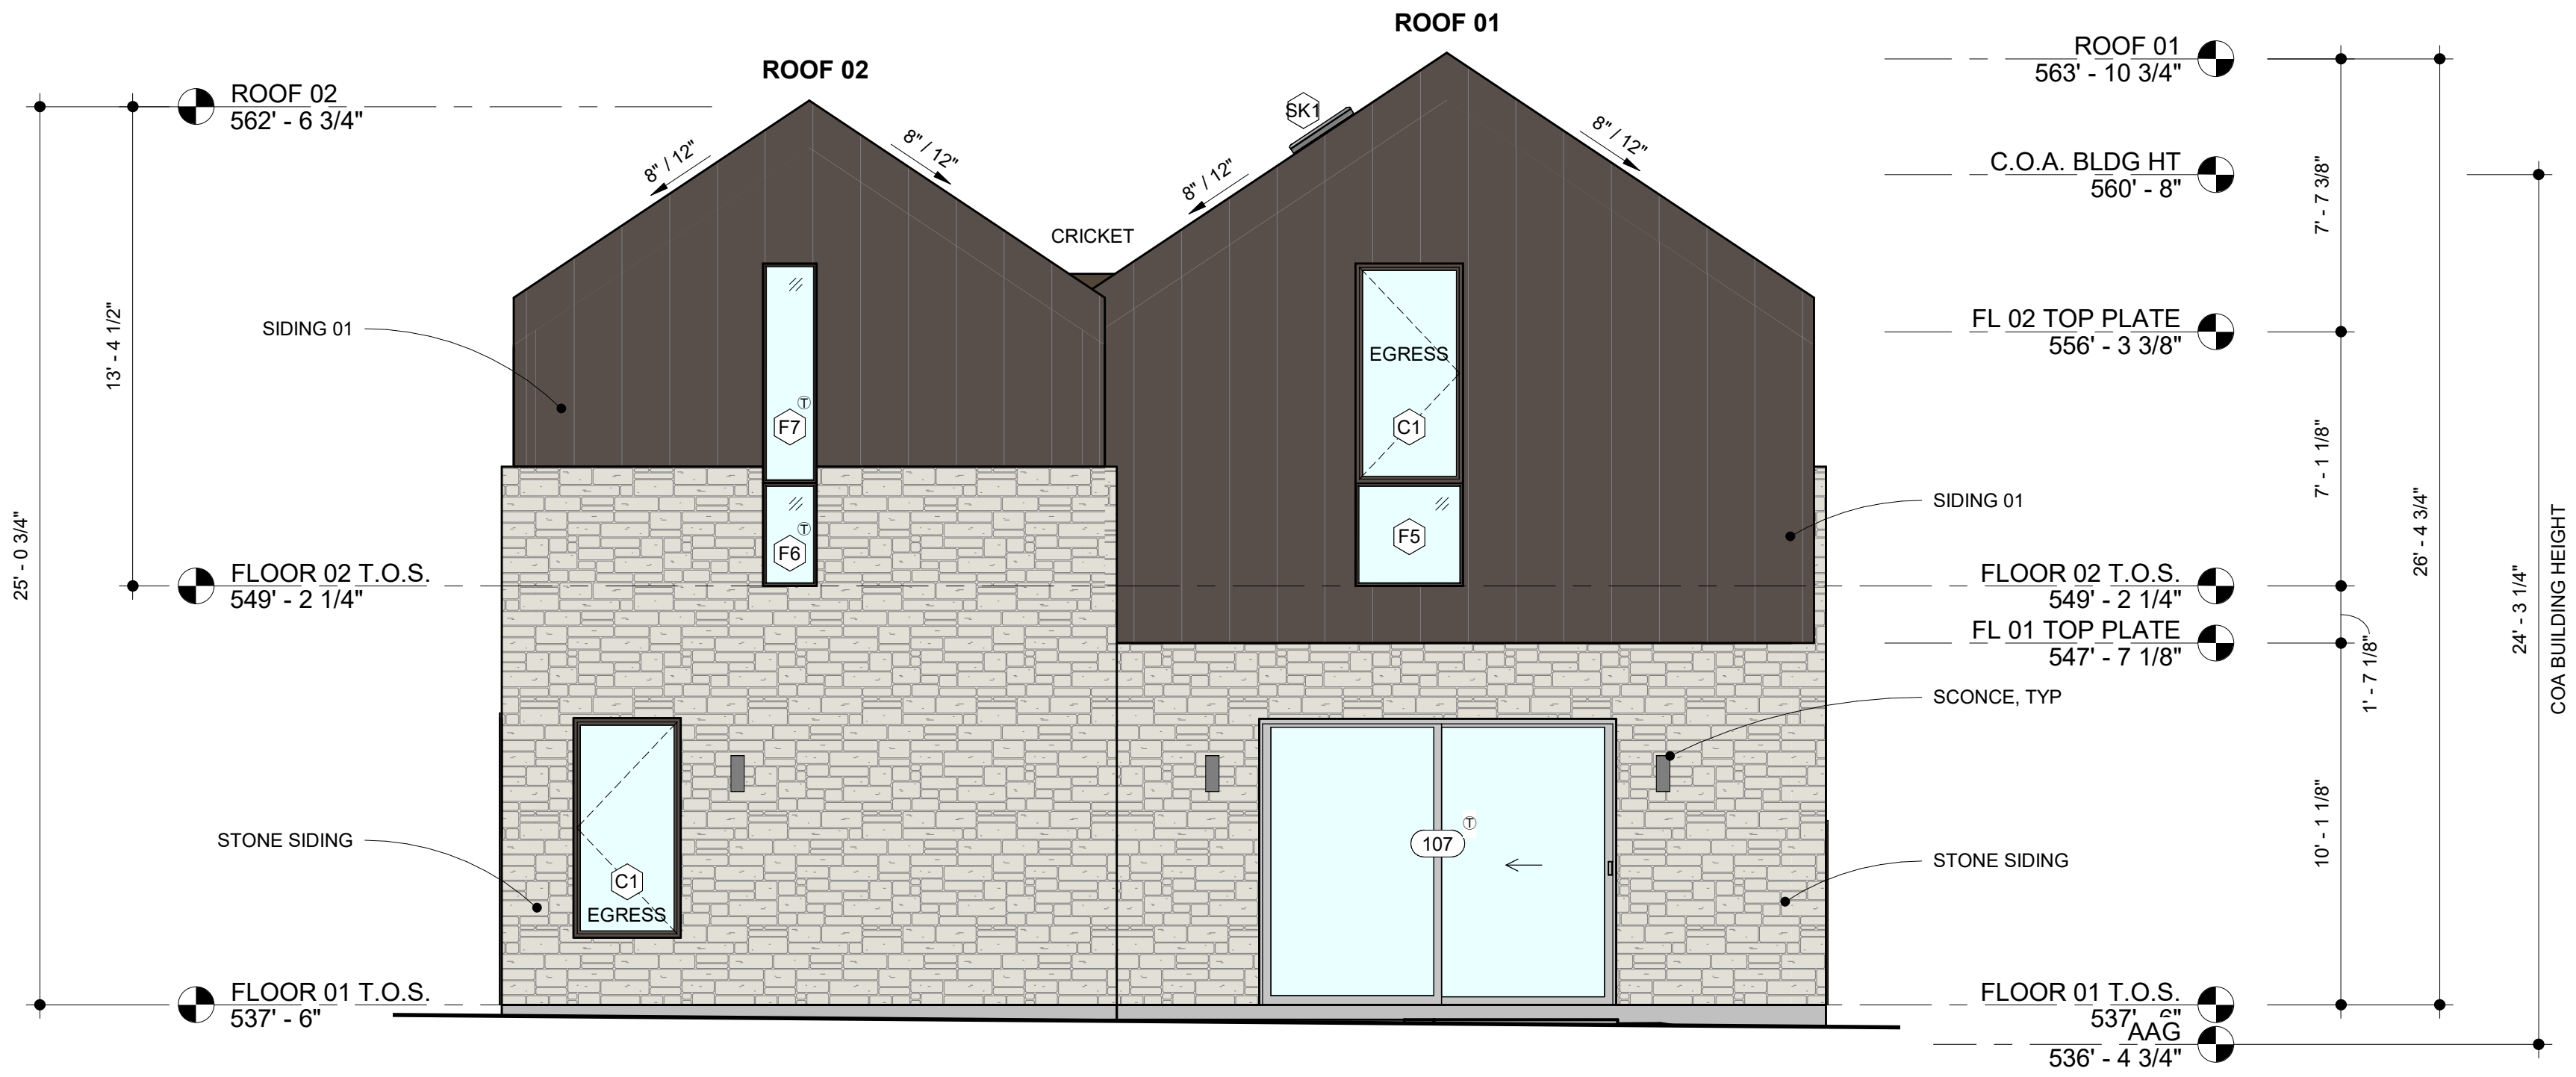 ROOF 01
ROOF 02
ROOF 02
562' - 6 3/4"
ROOF 01
563' - 10 3/4"
SK1
8" / 12"
8" / 12"
8" / 12"
8" / 12"
C.O.A. BLDG HT
560' - 8"
7' - 7 3/8"
CRICKET
SIDING 01
13' - 4 1/2"
FL 02 TOP PLATE
556' - 3 3/8"
EGRESS
T
F7
C1
7' - 1 1/8"
SIDING 01
25' - 0 3/4"
T
F6
F5
26' - 4 3/4"
FLOOR 02 T.O.S.
549' - 2 1/4"
FLOOR 02 T.O.S.
549' - 2 1/4"
24' - 3 1/4"
COA BUILDING HEIGHT
FL 01 TOP PLATE
547' - 7 1/8"
1' - 7 1/8"
SCONCE, TYP
10' - 1 1/8"
STONE SIDING
107
T
STONE SIDING
C1
EGRESS
FLOOR 01 T.O.S.
537' - 6"
FLOOR 01 T.O.S.
537' - 6"
AAG
536' - 4 3/4"